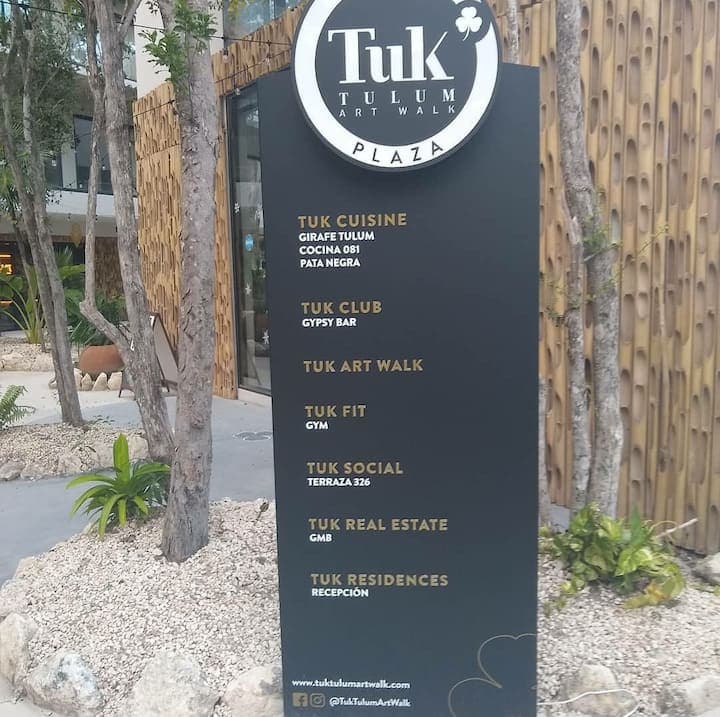 Tuk
TULUM
ART WALK
PLAZA
TUK CUISINE
GIRAFE TULUM
COCINA 081
PATA NEGRA
TUK CLUB
GYPSY BAR
TUK ART WALK
TUK FIT
GYM
TUK SOCIAL
TERRAZA 326
TUK REAL ESTATE
GMB
TUK RESIDENCES
RECEPCIÓN
www.tuktulumartwalk.com
@TukTulumArtWalk